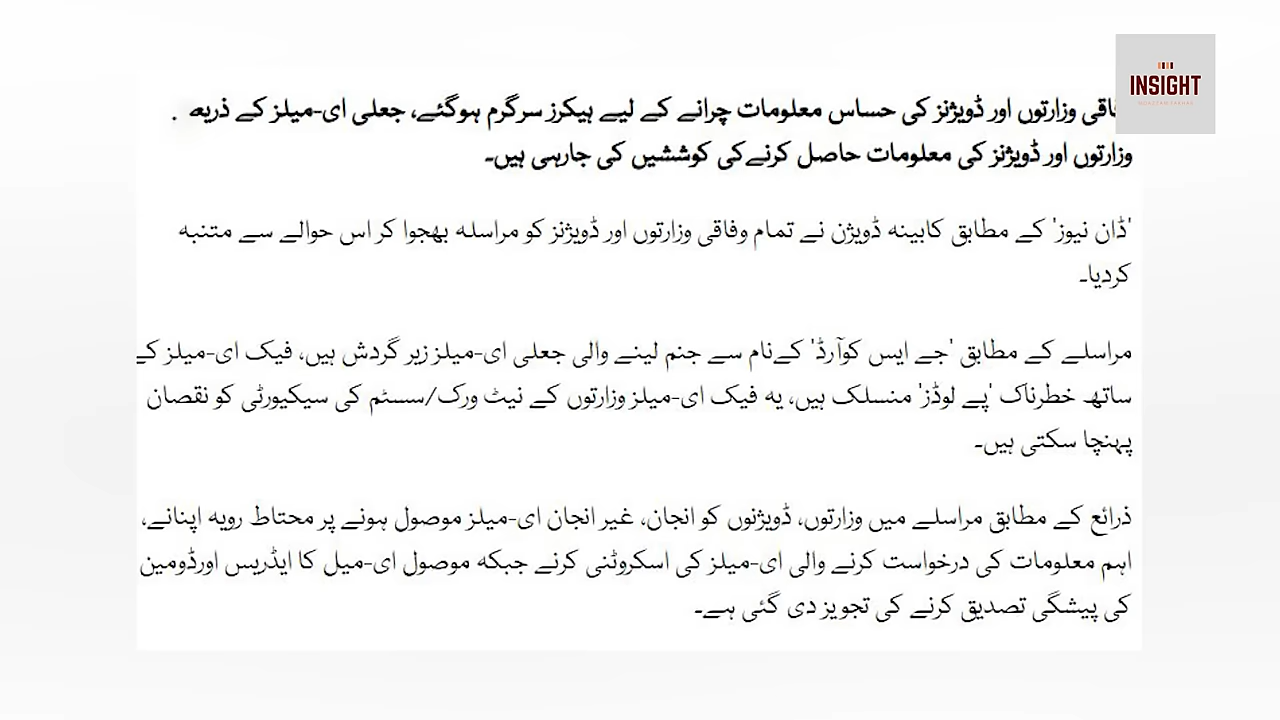 INSIGHT
وزارتوں اور ڈویژنز کی حساس معلومات چرانے کے لیے ہیکرز سرگرم ہوگئے، جعلی ای-میلز کے ذریعہ
وزارتوں اور ڈویژنز کی معلومات حاصل کرنےکی کوششیں کی جارہی ہیں۔
'ڈان نیوز' کے مطابق کابینہ ڈویژن نے تمام وفاقی وزارتوں اور ڈویژنز کو مراسلہ بھجوا کر اس حوالے سے متنبہ
کردیا۔
مراسلے کے مطابق 'جے ایس کوآرڈ' کےنام سے جنم لینے والی جعلی ای-میلز زیر گردش ہیں، فیک ای-میلز کے
ساتھ خطرناک 'پے لوڈز' منسلک ہیں، یہ فیک ای-میلز وزارتوں کے نیٹ ورک/سسٹم کی سیکیورٹی کو نقصان
پہنچا سکتی ہیں۔
ذرائع کے مطابق مراسلے میں وزارتوں، ڈویژنوں کو انجان، غیر انجان ای-میلز موصول ہونے پر محتاط رویہ اپنانے،
اہم معلومات کی درخواست کرنے والی ای-میلز کی اسکروٹنی کرنے جبکہ موصول ای-میل کا ایڈریس اورڈومین
کی پیشگی تصدیق کرنے کی تجویز دی گئی ہے۔